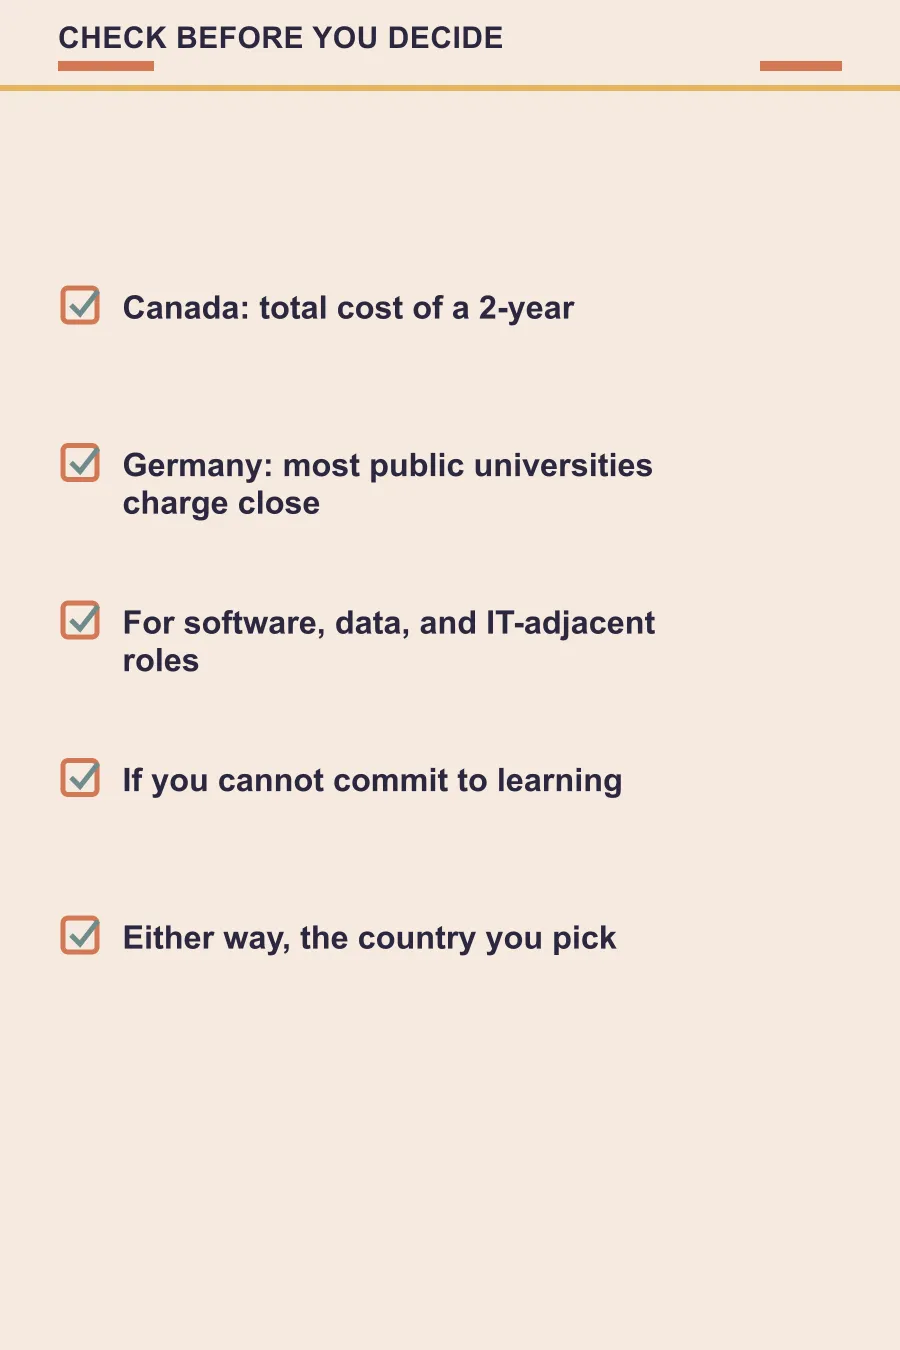 CHECK BEFORE YOU DECIDE
Canada: total cost of a 2-year
Germany: most public universities
charge close
For software, data, and IT-adjacent
roles
If you cannot commit to learning
Either way, the country you pick